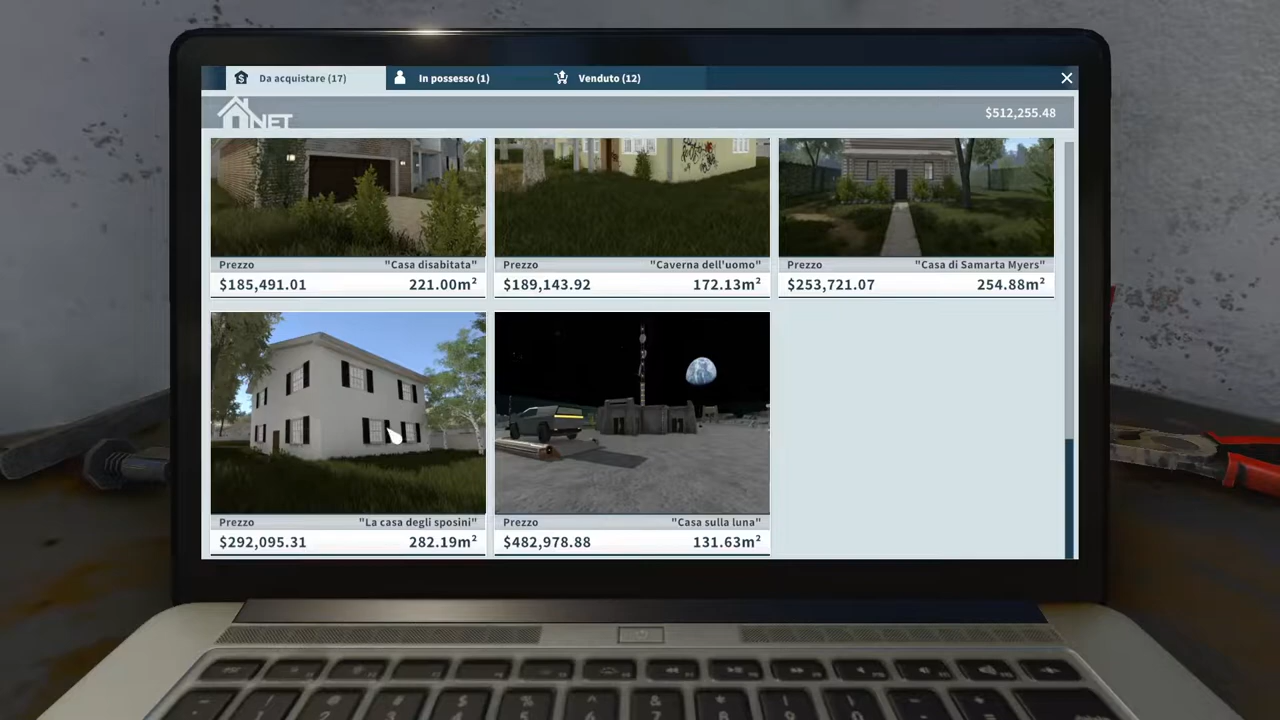 Da acquistare (17)
In possesso (1)
Venduto (12)
NET
$512,255.48
Prezzo "Casa disabitata"
$185,491.01 221.00m²
Prezzo "Caverna dell'uomo"
$189,143.92 172.13m²
Prezzo "Casa di Samarta Myers"
$253,721.07 254.88m²
Prezzo "La casa degli sposini"
$292,095.31 282.19m²
Prezzo "Casa sulla luna"
$482,978.88 131.63m²